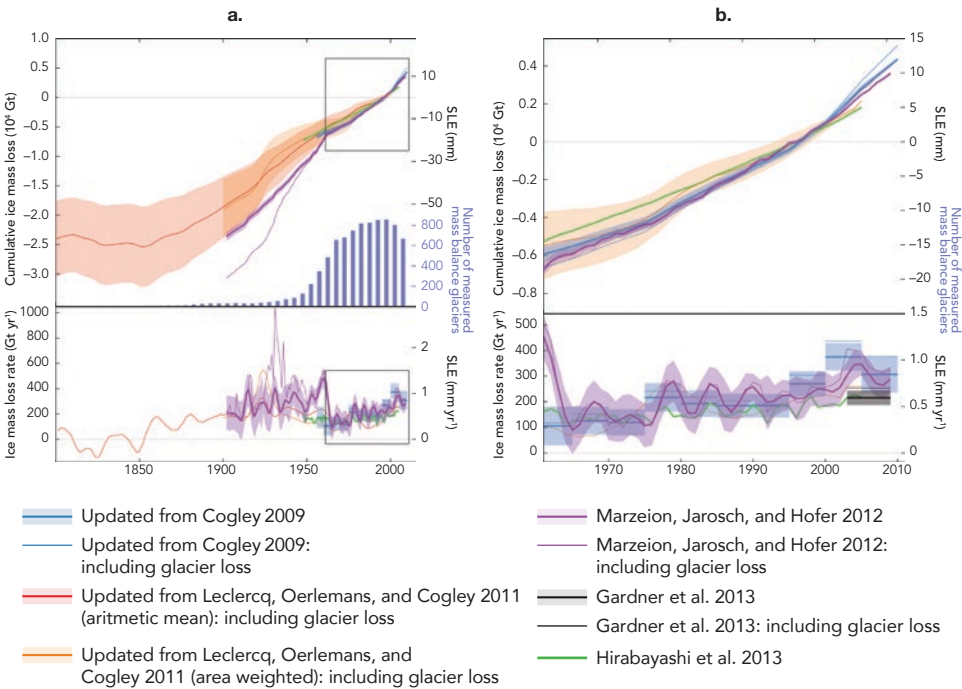 a.
b.
1.0
0.5
0
–0.5
–1.0
–1.5
–2.0
–2.5
–3.0
Cumulative ice mass loss (10⁴ Gt)
10
–10
–30
–50
SLE (mm)
800
600
400
200
0
Number of measured
mass balance glaciers
1000
800
600
400
200
0
Ice mass loss rate (Gt yr¹)
2
1
0
SLE (mm yr¹)
1850
1900
1950
2000
0.4
0.2
0
–0.2
–0.4
–0.6
–0.8
Cumulative ice mass loss (10⁴ Gt)
15
10
5
0
–5
–10
–15
–20
SLE (mm)
Number of measured
mass balance glaciers
500
400
300
200
100
0
Ice mass loss rate (Gt yr¹)
1.5
1.0
0.5
0
SLE (mm yr¹)
1970
1980
1990
2000
2010
Updated from Cogley 2009
Updated from Cogley 2009:
including glacier loss
Updated from Leclercq, Oerlemans, and Cogley 2011
(aritmetic mean): including glacier loss
Updated from Leclercq, Oerlemans, and
Cogley 2011 (area weighted): including glacier loss
Marzeion, Jarosch, and Hofer 2012
Marzeion, Jarosch, and Hofer 2012:
including glacier loss
Gardner et al. 2013
Gardner et al. 2013: including glacier loss
Hirabayashi et al. 2013